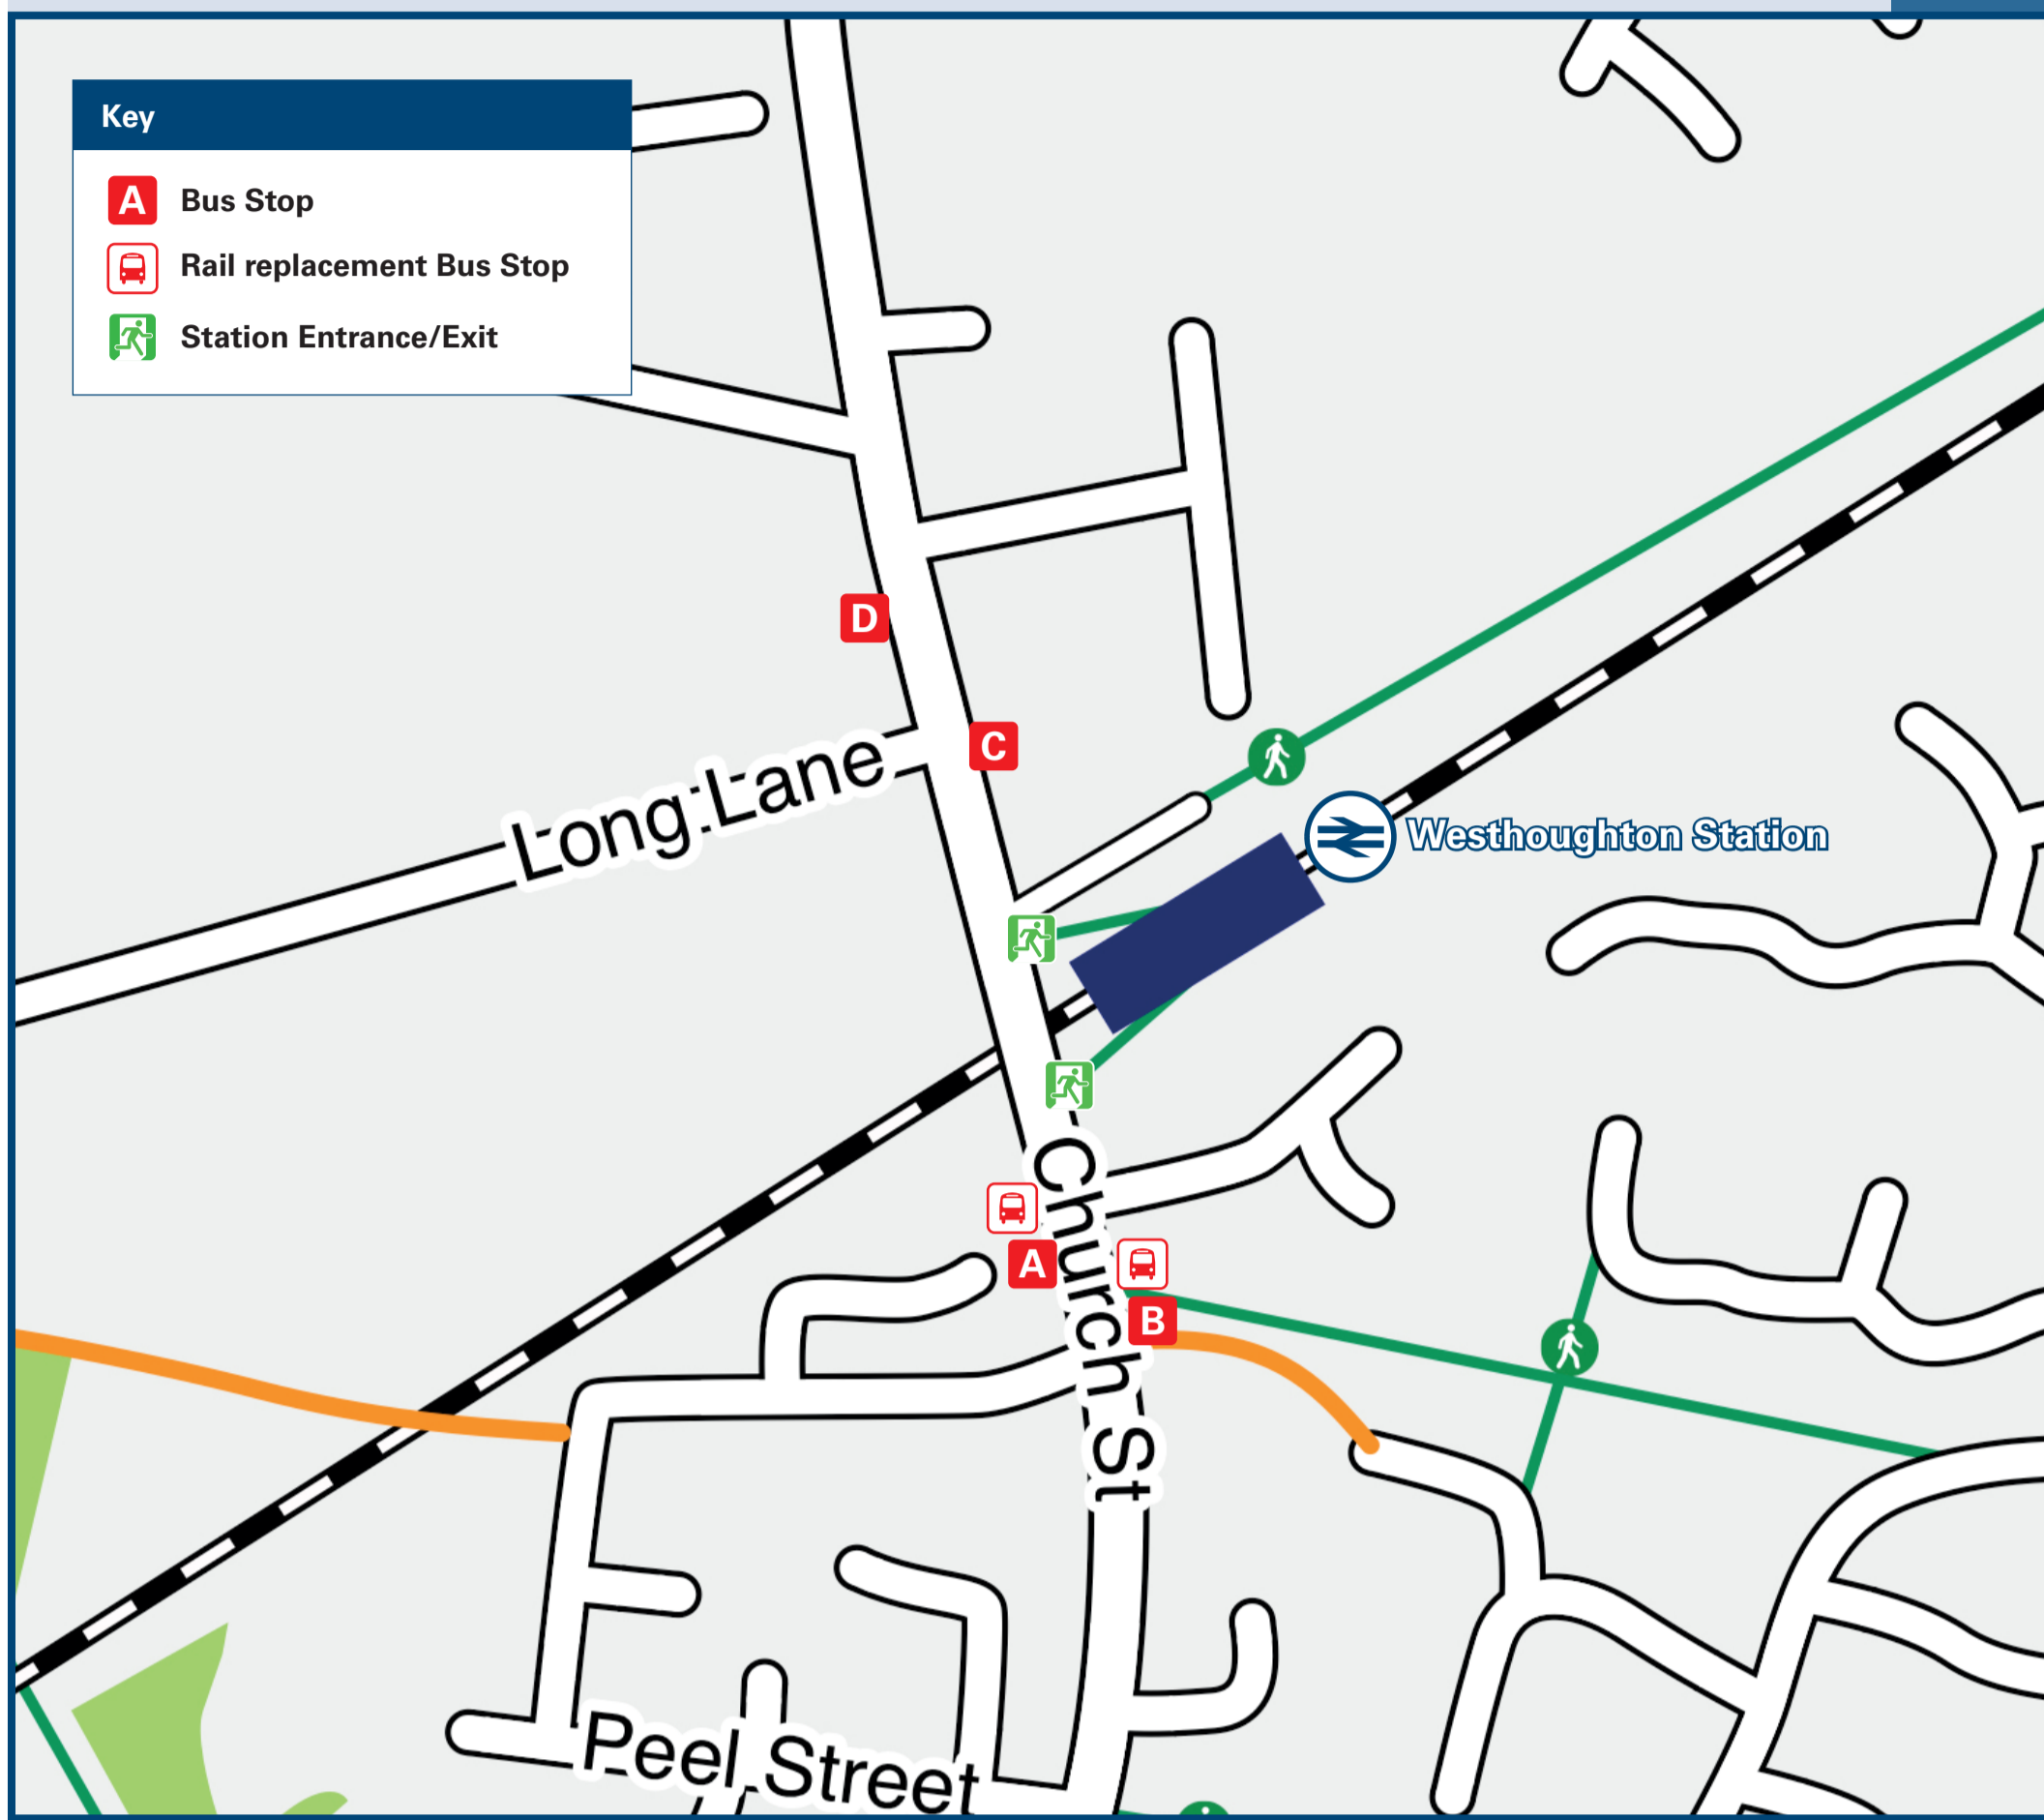 Key
A Bus Stop
Rail replacement Bus Stop
Station Entrance/Exit
D
C
Long Lane
Westhoughton Station
Church St
A
B
Peel Street